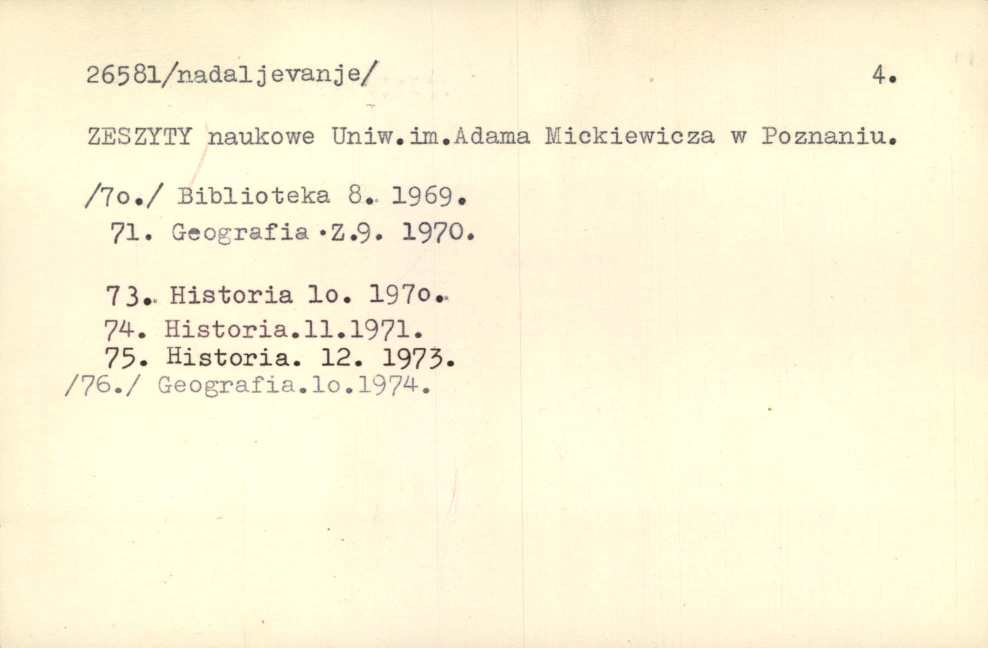 26581/nadaljevanje/ 4.
ZESZYTY naukowe Uniw.im.Adama Mickiewicza w Poznaniu.
/7o./ Biblioteka 8. 1969.
71. Geografia.Z.9. 1970.
73. Historia lo. 197o.
74. Historia.11.1971.
75. Historia. 12. 1973.
/76./ Geografia.lo.1974.